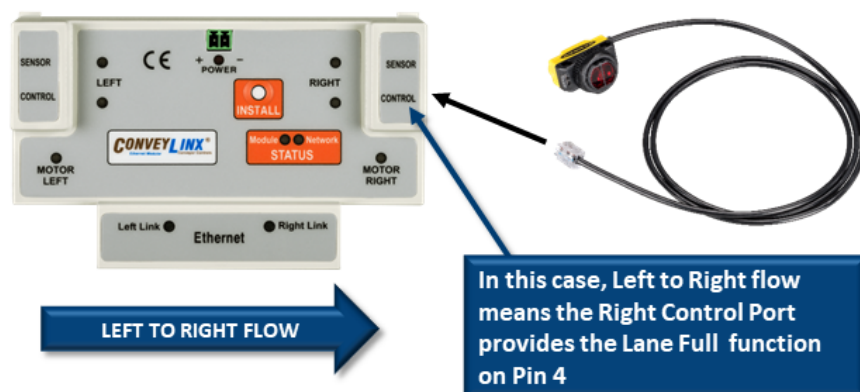 SENSOR
CONTROL
LEFT
CE
+ POWER -
RIGHT
SENSOR
CONTROL
INSTALL
CONVEYLINX®
Module Network
STATUS
MOTOR
LEFT
MOTOR
RIGHT
Left Link
Right Link
Ethernet
LEFT TO RIGHT FLOW
In this case, Left to Right flow
means the Right Control Port
provides the Lane Full function
on Pin 4